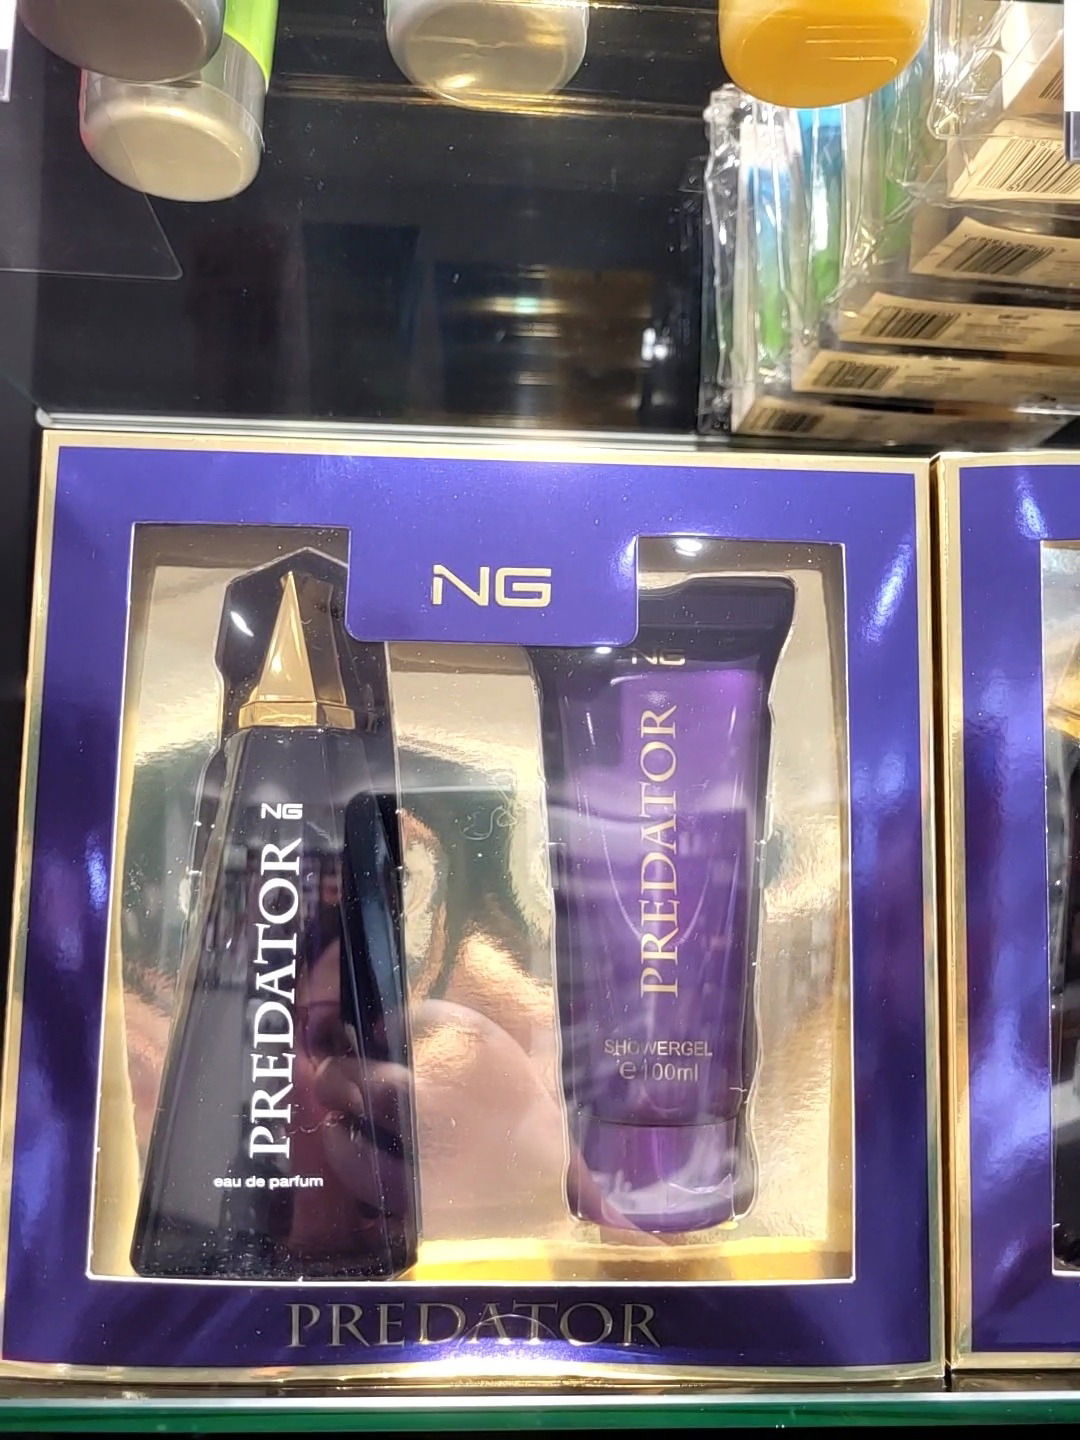 NG
NG
PREDATOR
eau de parfum
NG
PREDATOR
SHOWERGEL
e 100ml
PREDATOR